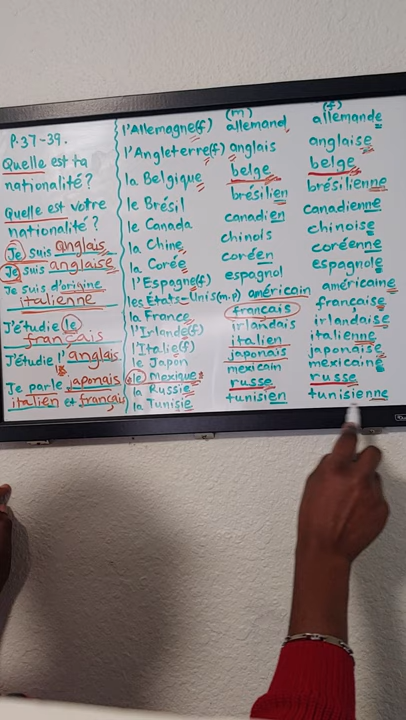 P.37-39.
Quelle est ta
nationalité?
Quelle est votre
nationalité?
Je suis anglais
Je suis anglaise
Je suis d'origine
italienne
J'étudie le
français
J'étudie l'anglais.
Je parle japonais
italien et français
(m) (f)
l'Allemagne(f) allemand allemande
l'Angleterre(f) anglais anglaise
la Belgique belge belge
le Brésil brésilien brésilienne
le Canada canadien canadienne
la Chine chinois chinoise
la Corée coréen coréenne
l'Espagne(f) espagnol espagnole
les États-Unis(m.p) américain américaine
la France français française
l'Irlande(f) irlandais irlandaise
l'Italie(f) italien italienne
le Japon japonais japonaise
le Mexique mexicain mexicaine
la Russie russe russe
la Tunisie tunisien tunisienne